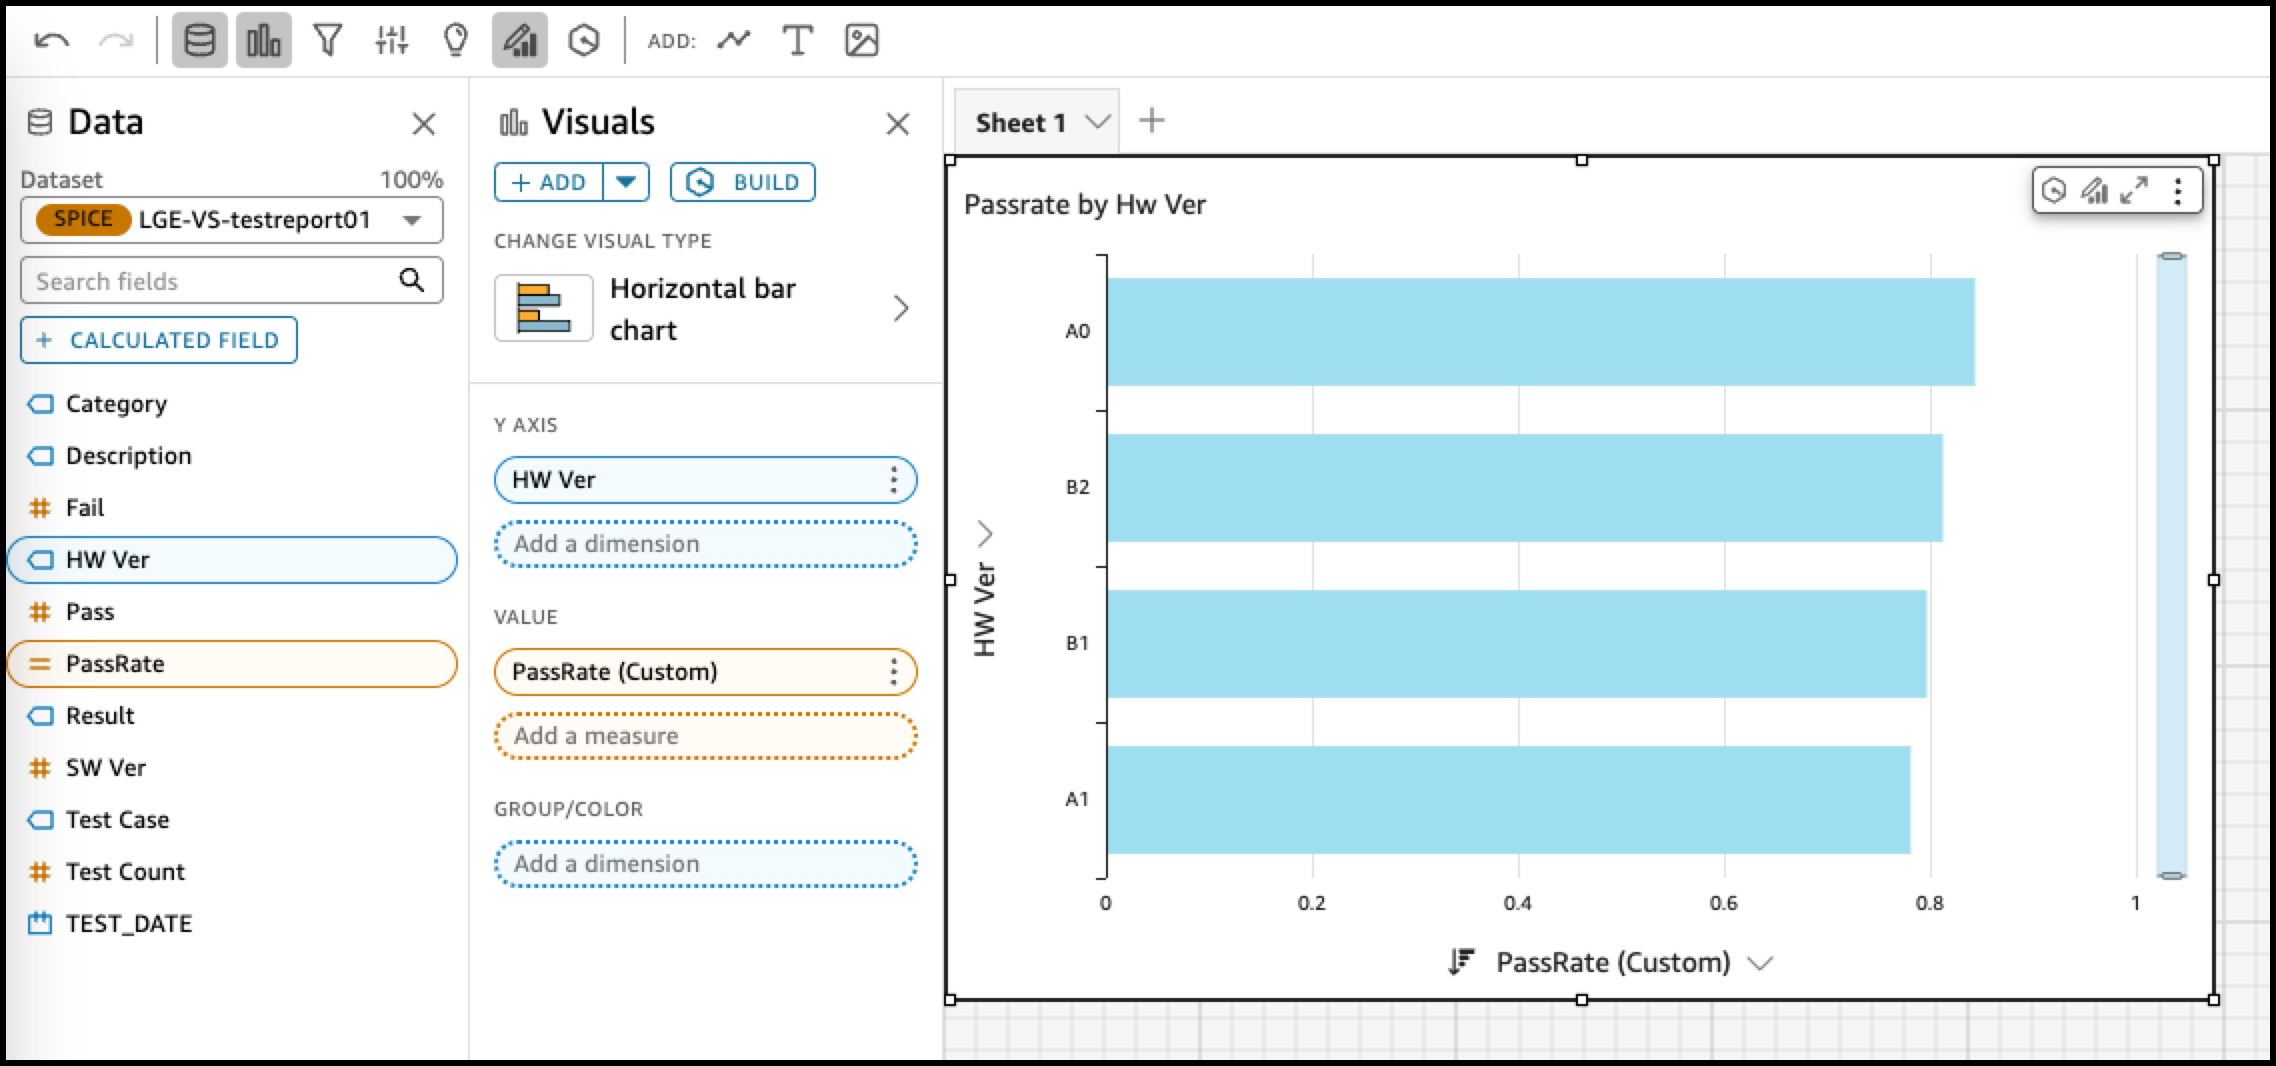 ADD:
Data
Dataset 100%
SPICE LGE-VS-testreport01
Search fields
+ CALCULATED FIELD
Category
Description
Fail
HW Ver
Pass
PassRate
Result
SW Ver
Test Case
Test Count
TEST_DATE
Visuals
+ ADD
BUILD
CHANGE VISUAL TYPE
Horizontal bar
chart
Y AXIS
HW Ver
Add a dimension
VALUE
PassRate (Custom)
Add a measure
GROUP/COLOR
Add a dimension
Sheet 1
Passrate by Hw Ver
HW Ver
A0
B2
B1
A1
0 0.2 0.4 0.6 0.8 1
PassRate (Custom)